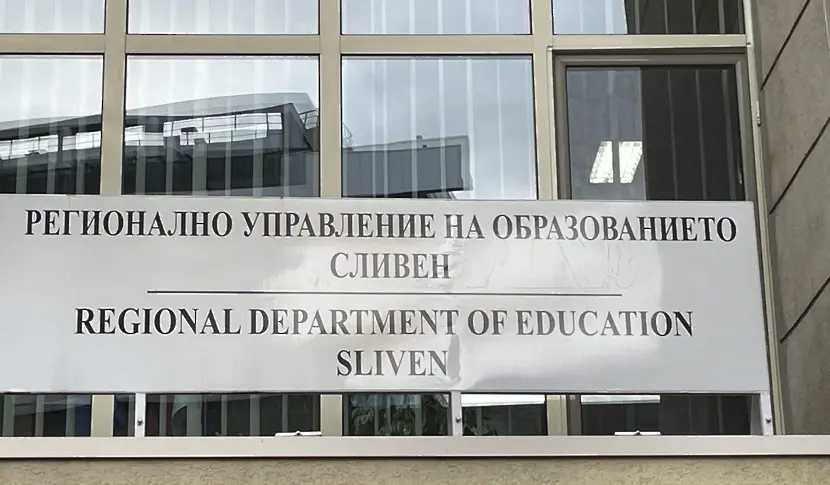 РЕГИОНАЛНО УПРАВЛЕНИЕ НА ОБРАЗОВАНИЕТО
СЛИВЕН
REGIONAL DEPARTMENT OF EDUCATION
SLIVEN